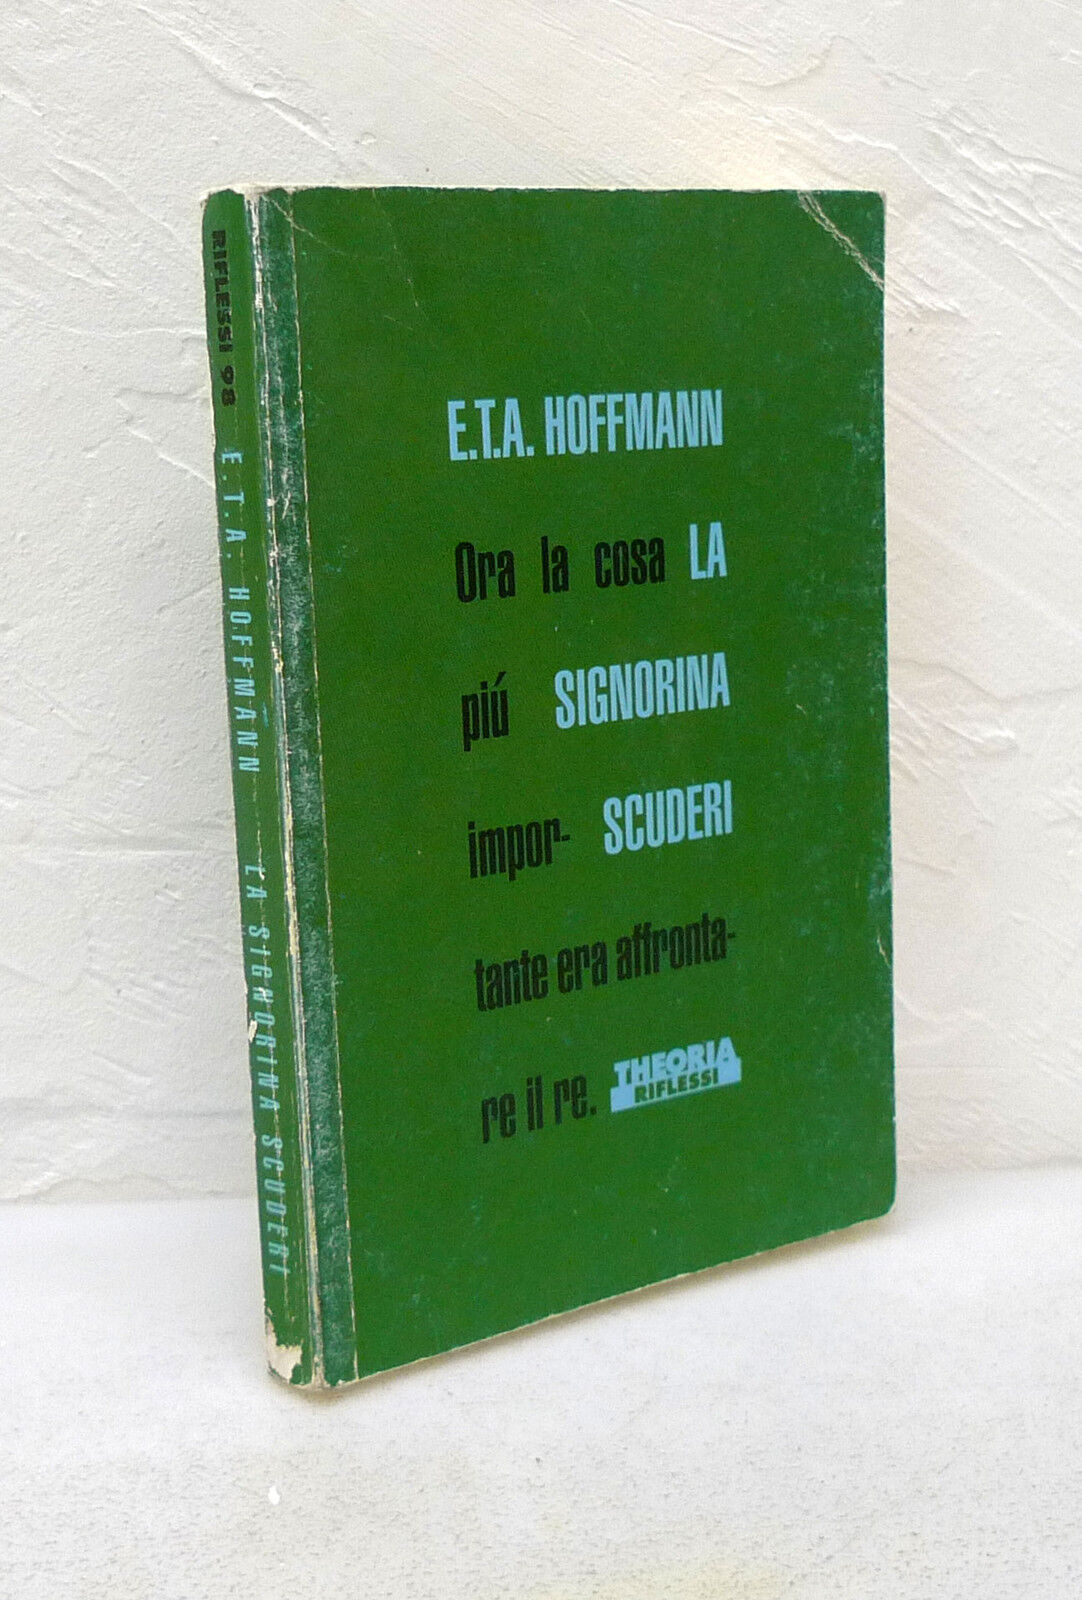 RIFLESSI 98 E.T.A. HOFFMANN LA SIGNORINA SCUDERI
E.T.A. HOFFMANN
Ora la cosa LA
piú SIGNORINA
impor- SCUDERI
tante era affronta-
re il re. THEORIA
RIFLESSI